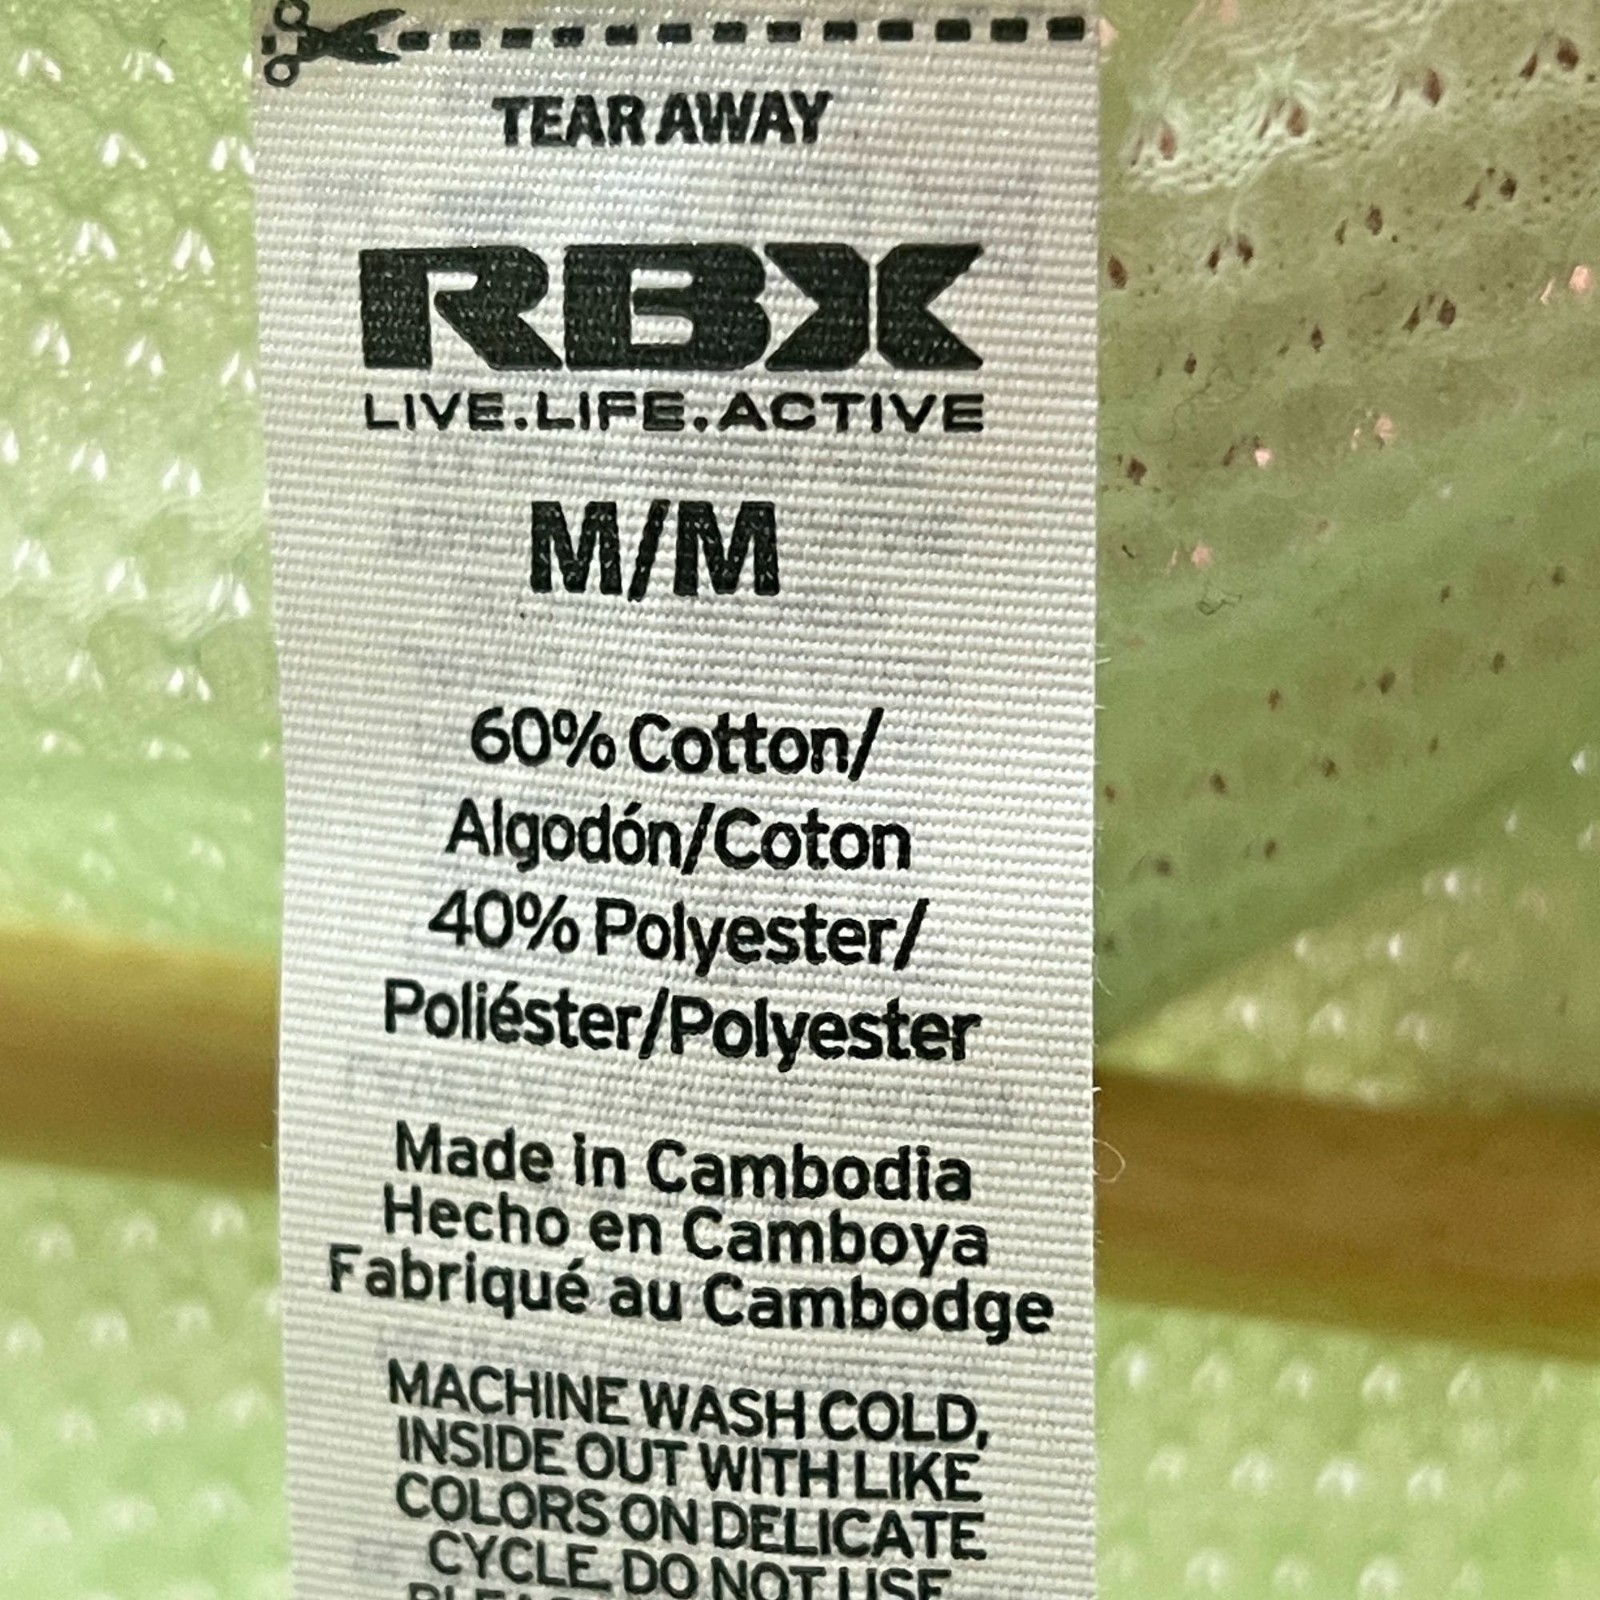 TEAR AWAY
RBX
LIVE.LIFE.ACTIVE
M/M
60% Cotton/
Algodón/Coton
40% Polyester/
Poliéster/Polyester
Made in Cambodia
Hecho en Camboya
Fabriqué au Cambodge
MACHINE WASH COLD,
INSIDE OUT WITH LIKE
COLORS ON DELICATE
CYCLE. DO NOT USE